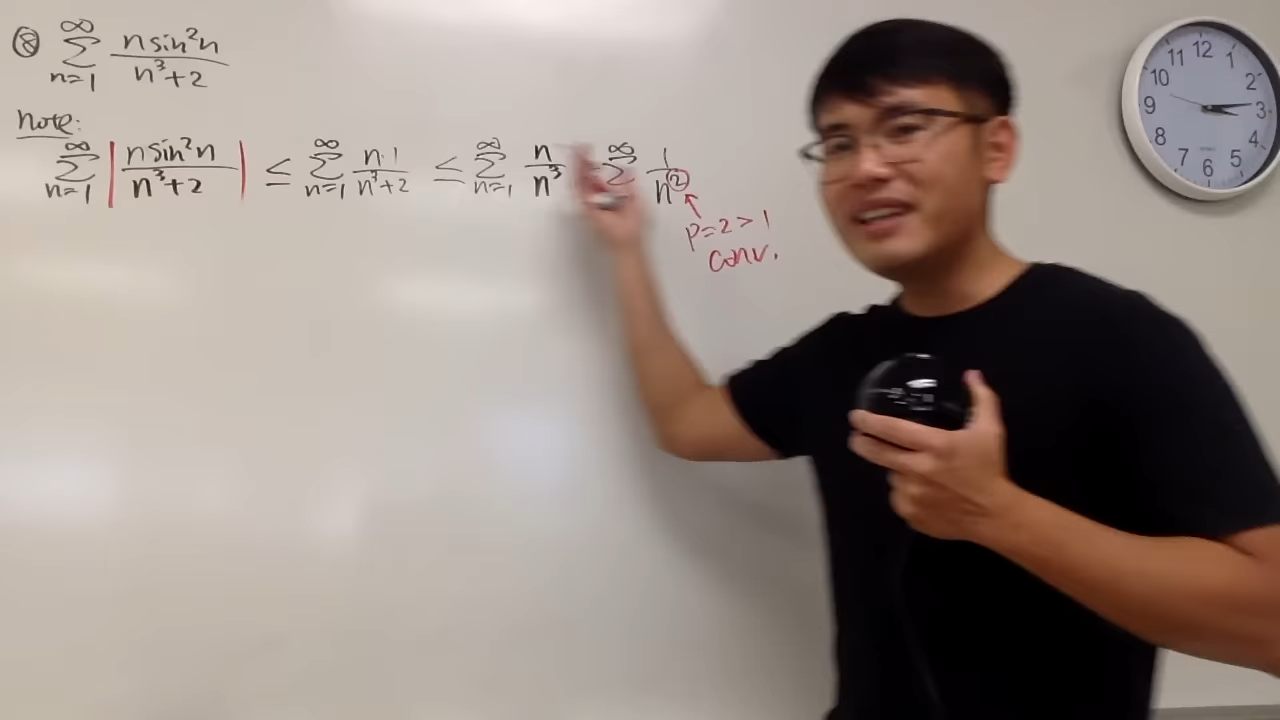 ⑧ ∞ Σ n=1 n sin²n / n³+2
note:
∞ Σ n=1 | n sin²n / n³+2 | ≤ ∞ Σ n=1 n·1 / n³+2 ≤ ∞ Σ n=1 n / n³ ∞ Σ 1 / n²
p=2 > 1
conv.
11 12 1
10 2
9 3
8 4
7 6 5